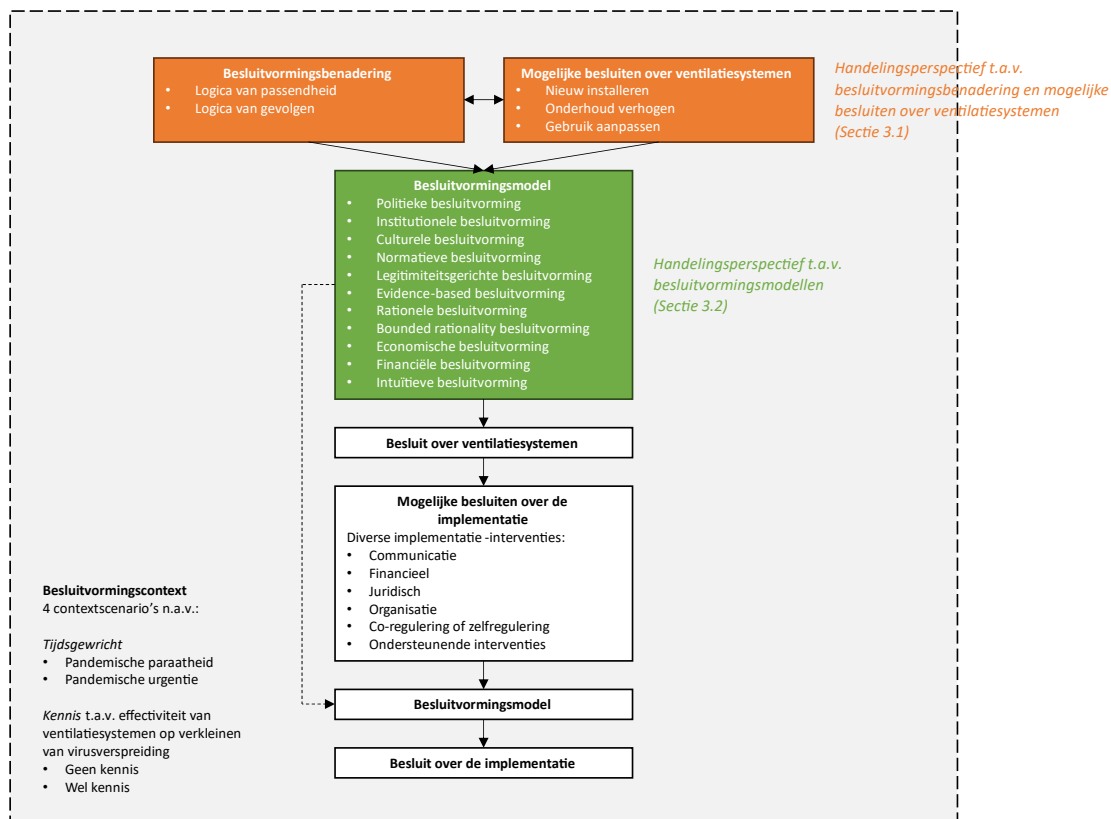 Besluitvormingsbenadering
• Logica van passendheid
• Logica van gevolgen
Mogelijke besluiten over ventilatiesystemen
• Nieuw installeren
• Onderhoud verhogen
• Gebruik aanpassen
Handelingsperspectief t.a.v.
besluitvormingsbenadering en mogelijke
besluiten over ventilatiesystemen
(Sectie 3.1)
Besluitvormingsmodel
• Politieke besluitvorming
• Institutionele besluitvorming
• Culturele besluitvorming
• Normatieve besluitvorming
• Legitimiteitsgerichte besluitvorming
• Evidence-based besluitvorming
• Rationele besluitvorming
• Bounded rationality besluitvorming
• Economische besluitvorming
• Financiële besluitvorming
• Intuïtieve besluitvorming
Handelingsperspectief t.a.v.
besluitvormingsmodellen
(Sectie 3.2)
Besluit over ventilatiesystemen
Mogelijke besluiten over de
implementatie
Diverse implementatie -interventies:
• Communicatie
• Financieel
• Juridisch
• Organisatie
• Co-regulering of zelfregulering
• Ondersteunende interventies
Besluitvormingsmodel
Besluit over de implementatie
Besluitvormingscontext
4 contextscenario's n.a.v.:
Tijdsgewricht
• Pandemische paraatheid
• Pandemische urgentie
Kennis t.a.v. effectiviteit van
ventilatiesystemen op verkleinen
van virusverspreiding
• Geen kennis
• Wel kennis